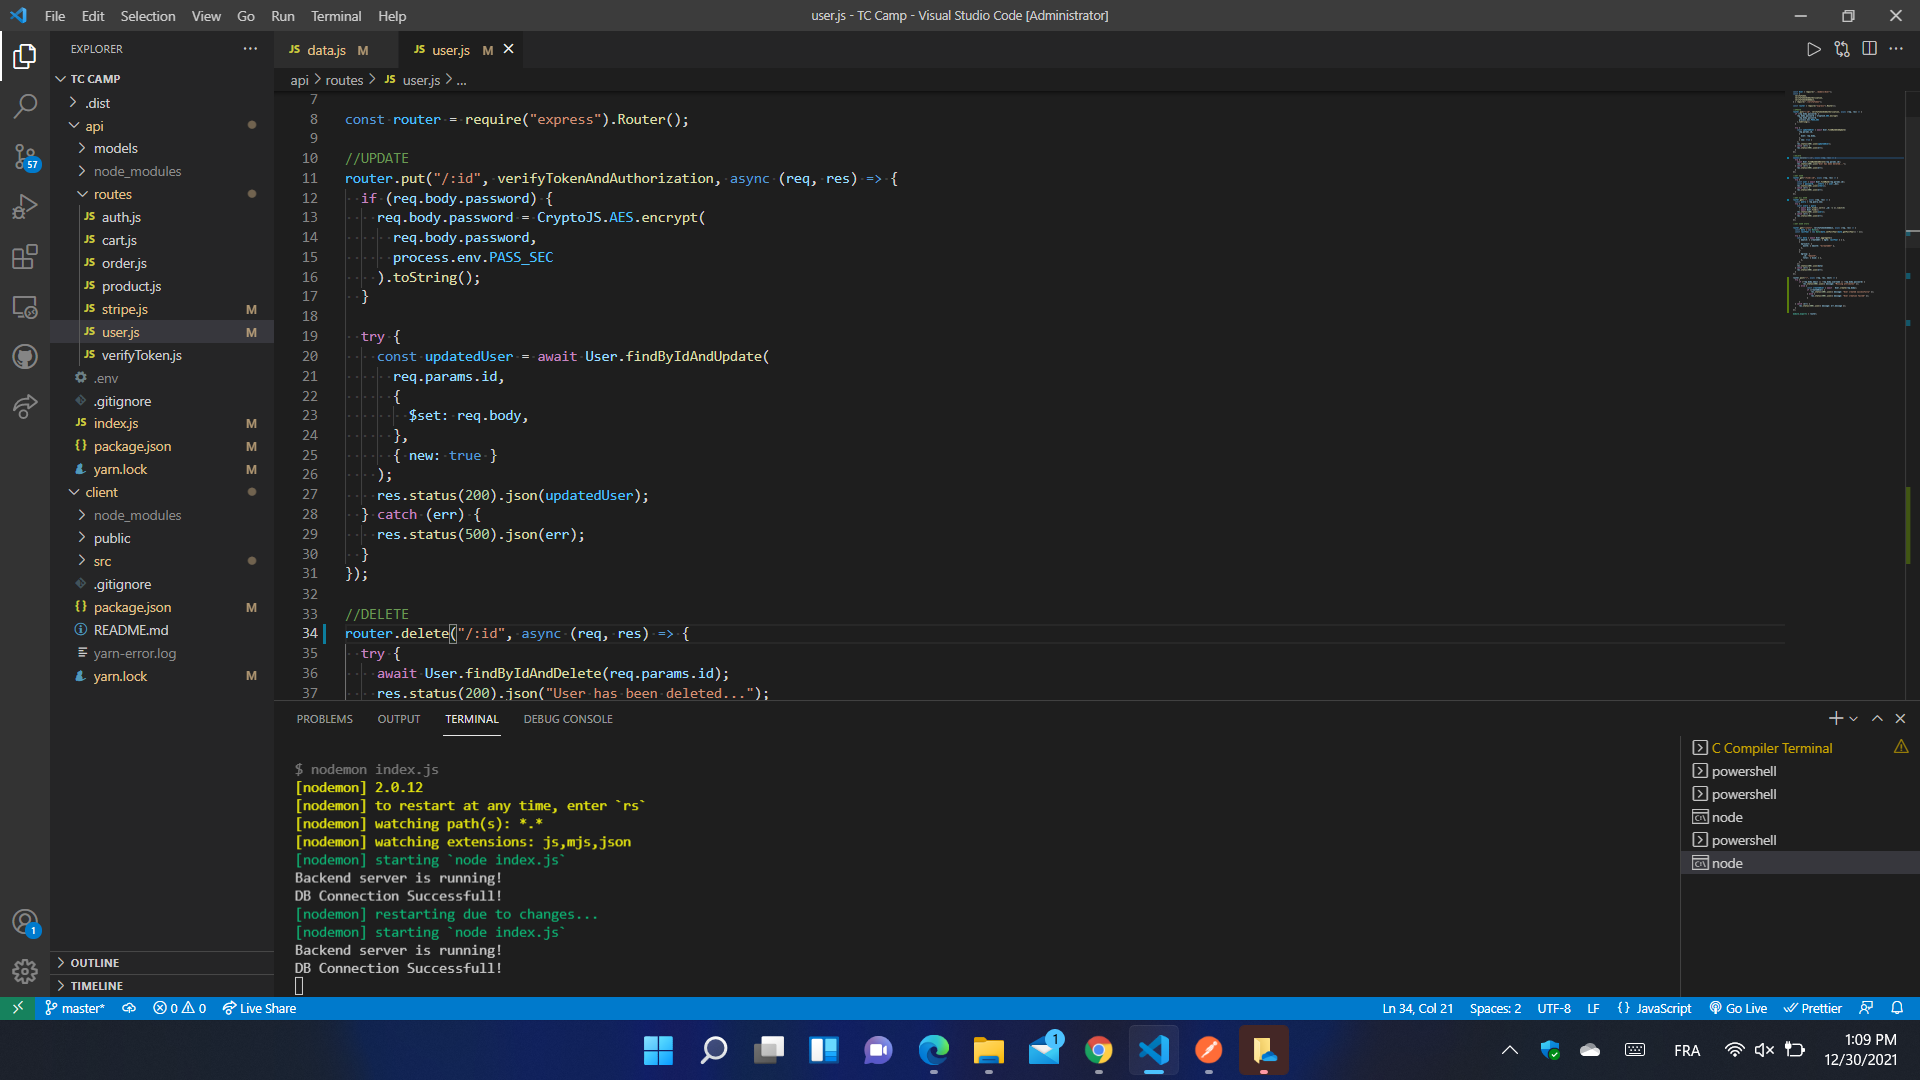 File Edit Selection View Go Run Terminal Help
user.js - TC Camp - Visual Studio Code [Administrator]
EXPLORER
TC CAMP
.dist
api
models
node_modules
routes
JS auth.js
JS cart.js
JS order.js
JS product.js
JS stripe.js M
JS user.js M
JS verifyToken.js
.env
.gitignore
JS index.js M
{} package.json M
yarn.lock M
client
node_modules
public
src
.gitignore
{} package.json M
README.md
yarn-error.log
yarn.lock M
OUTLINE
TIMELINE
57
1
JS data.js M
JS user.js M
api > routes > JS user.js > ...
7
8 const router = require("express").Router();
9
10 //UPDATE
11 router.put("/:id", verifyTokenAndAuthorization, async (req, res) => {
12 if (req.body.password) {
13 req.body.password = CryptoJS.AES.encrypt(
14 req.body.password,
15 process.env.PASS_SEC
16 ).toString();
17 }
18
19 try {
20 const updatedUser = await User.findByIdAndUpdate(
21 req.params.id,
22 {
23 $set: req.body,
24 },
25 { new: true }
26 );
27 res.status(200).json(updatedUser);
28 } catch (err) {
29 res.status(500).json(err);
30 }
31 });
32
33 //DELETE
34 router.delete("/:id", async (req, res) => {
35 try {
36 await User.findByIdAndDelete(req.params.id);
37 res.status(200).json("User has been deleted...");
PROBLEMS OUTPUT TERMINAL DEBUG CONSOLE
$ nodemon index.js
[nodemon] 2.0.12
[nodemon] to restart at any time, enter `rs`
[nodemon] watching path(s): *.*
[nodemon] watching extensions: js,mjs,json
[nodemon] starting `node index.js`
Backend server is running!
DB Connection Successfull!
[nodemon] restarting due to changes...
[nodemon] starting `node index.js`
Backend server is running!
DB Connection Successfull!
C Compiler Terminal
powershell
powershell
node
powershell
node
master* 0 0 Live Share
Ln 34, Col 21 Spaces: 2 UTF-8 LF {} JavaScript Go Live Prettier
1
FRA
1:09 PM
12/30/2021